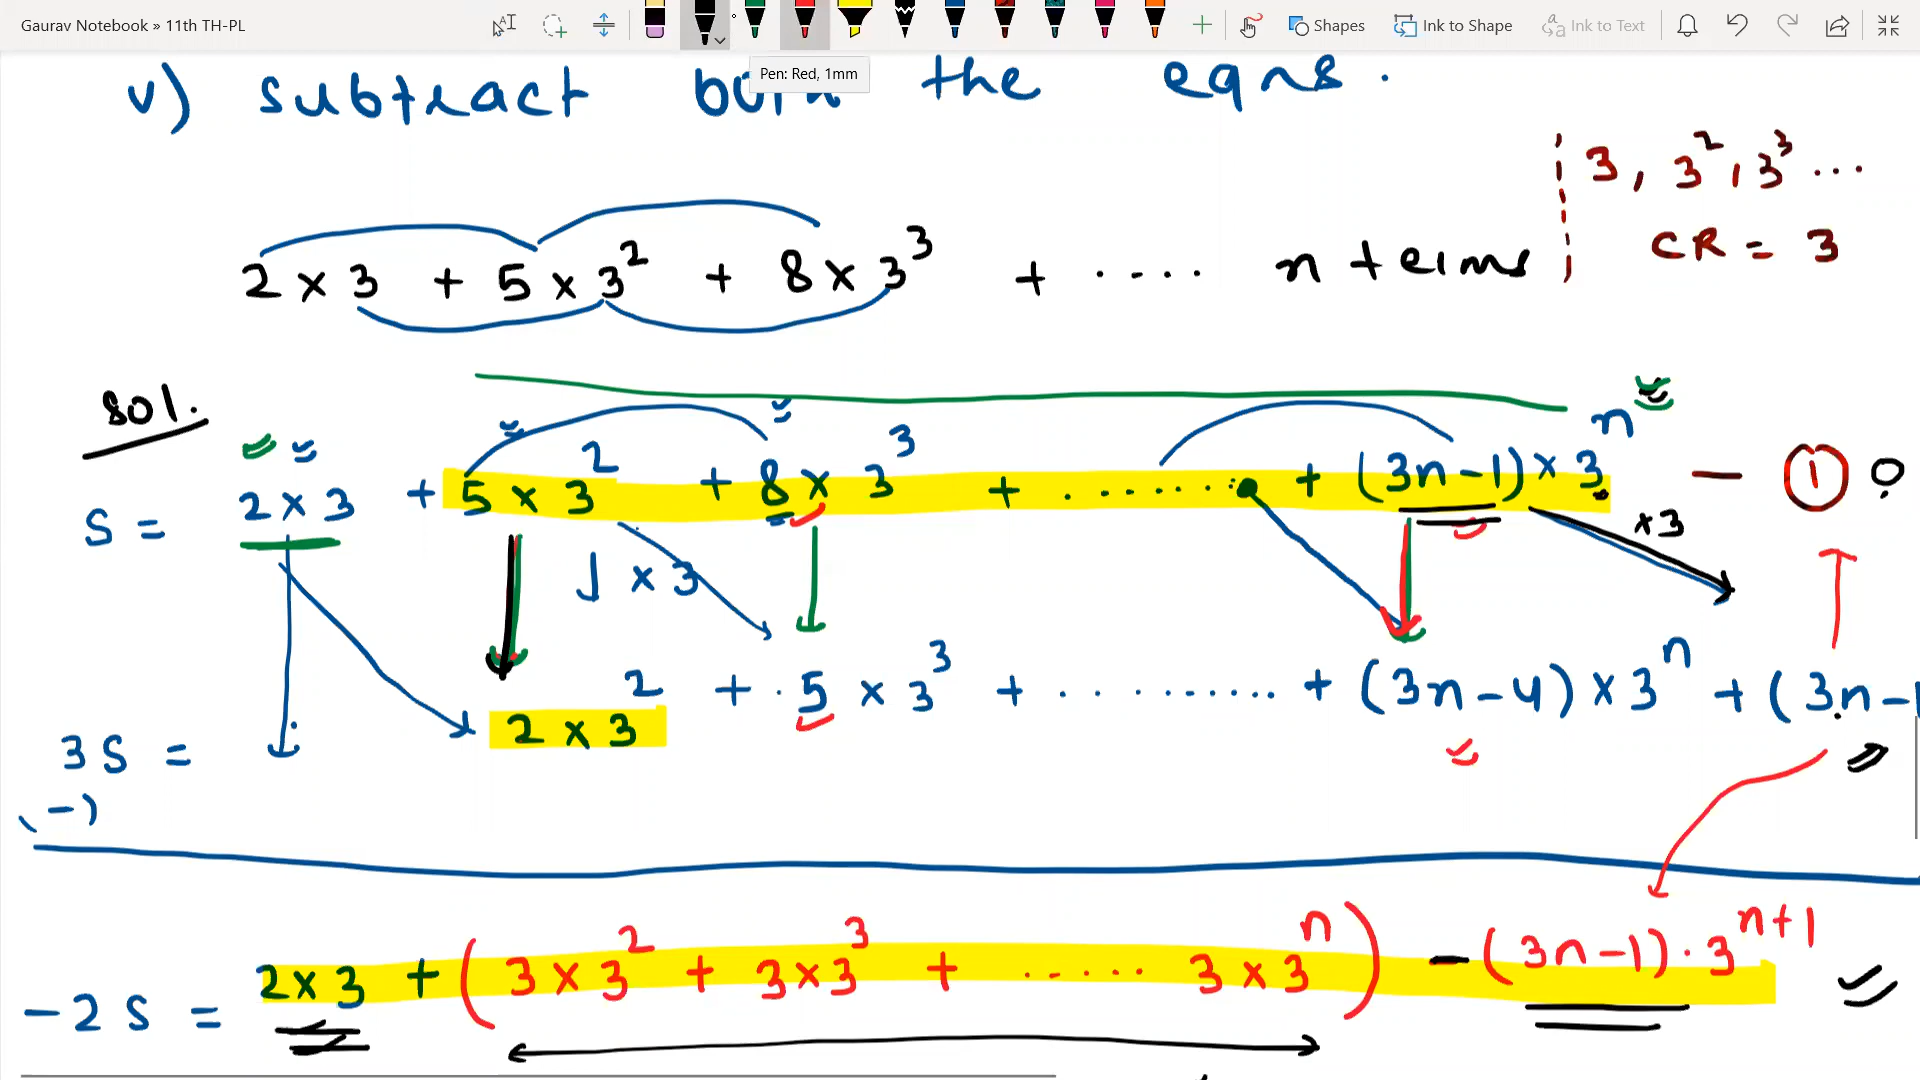 Gaurav Notebook » 11th TH-PL
Shapes
Ink to Shape
Ink to Text
Pen: Red, 1mm
v) subtract both the eqns.
3, 3², 3³ ...
CR = 3
2 × 3 + 5 × 3² + 8 × 3³ + .... n terms
sol.
S = 2 × 3 + 5 × 3² + 8 × 3³ + ....... + (3n-1) × 3ⁿ — ①
× 3
×3
3S = 2 × 3² + 5 × 3³ + .......... + (3n-4) × 3ⁿ + (3n-1
(-)
-2S = 2×3 + (3×3² + 3×3³ + ..... 3×3ⁿ) - (3n-1)·3ⁿ⁺¹